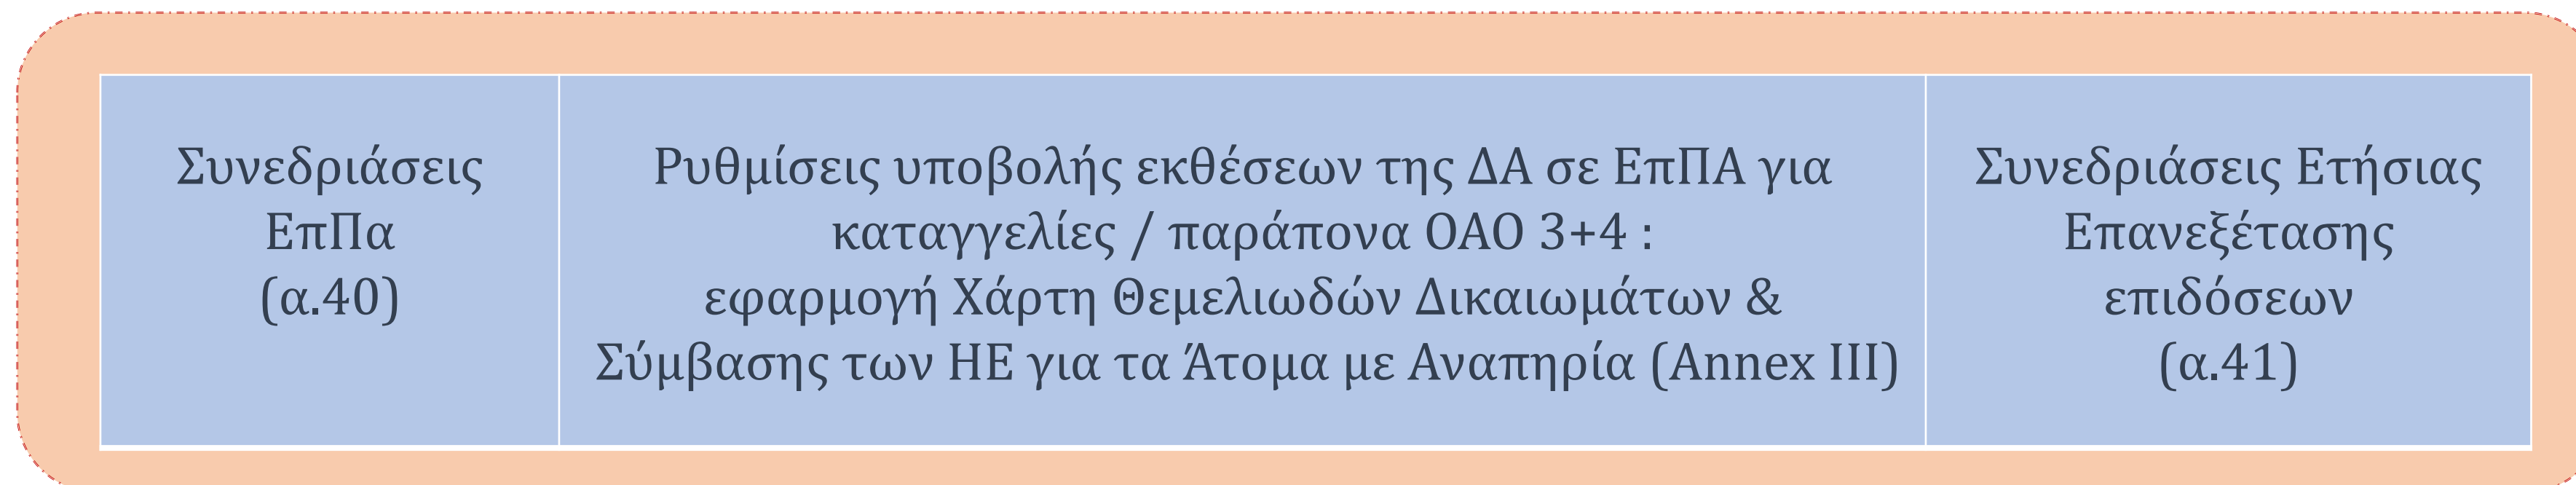 Συνεδριάσεις
ΕπΠα
(α.40)
Ρυθμίσεις υποβολής εκθέσεων της ΔΑ σε ΕπΠΑ για
καταγγελίες / παράπονα ΟΑΟ 3+4 :
εφαρμογή Χάρτη Θεμελιωδών Δικαιωμάτων &
Σύμβασης των ΗΕ για τα Άτομα με Αναπηρία (Annex III)
Συνεδριάσεις Ετήσιας
Επανεξέτασης
επιδόσεων
(α.41)